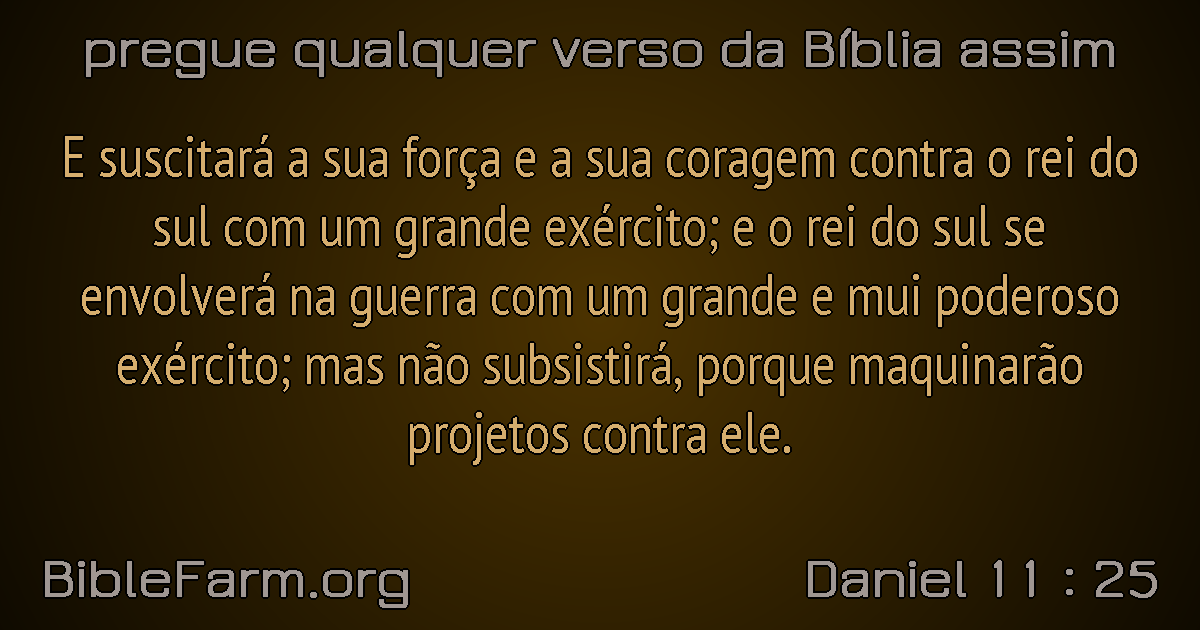 pregue qualquer verso da Bíblia assim
E suscitará a sua força e a sua coragem contra o rei do
sul com um grande exército; e o rei do sul se
envolverá na guerra com um grande e mui poderoso
exército; mas não subsistirá, porque maquinarão
projetos contra ele.
BibleFarm.org
Daniel 11 : 25